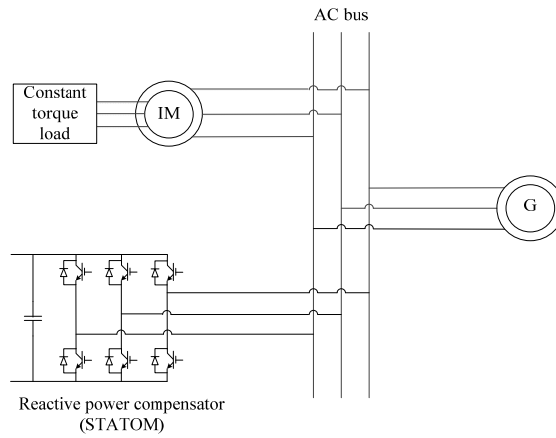 AC bus
Constant
torque
load
IM
G
Reactive power compensator
(STATOM)